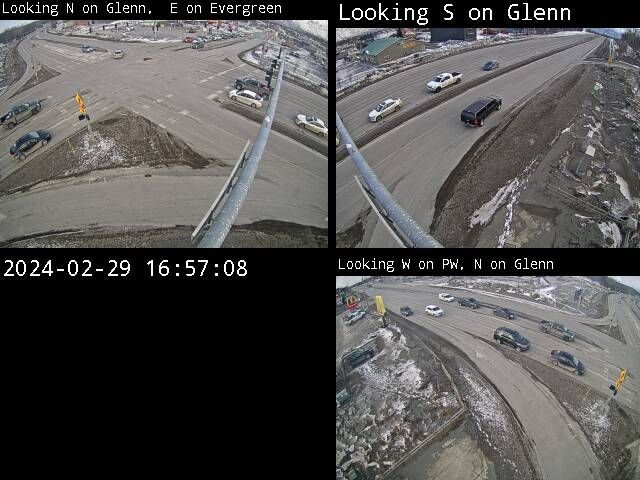 Looking N on Glenn,  E on Evergreen
Looking S on Glenn
2024-02-29 16:57:08
Looking W on PW, N on Glenn